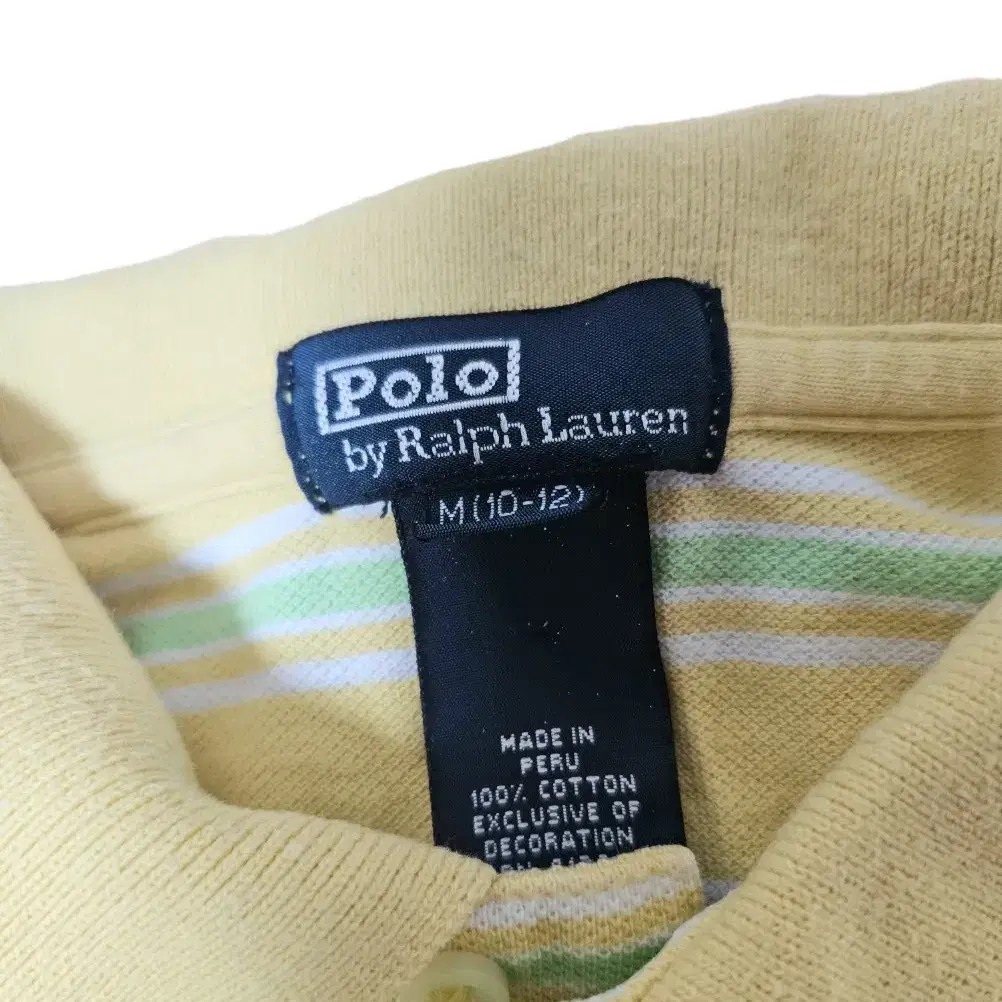 Polo
by Ralph Lauren
M (10-12)
MADE IN
PERU
100% COTTON
EXCLUSIVE OF
DECORATION